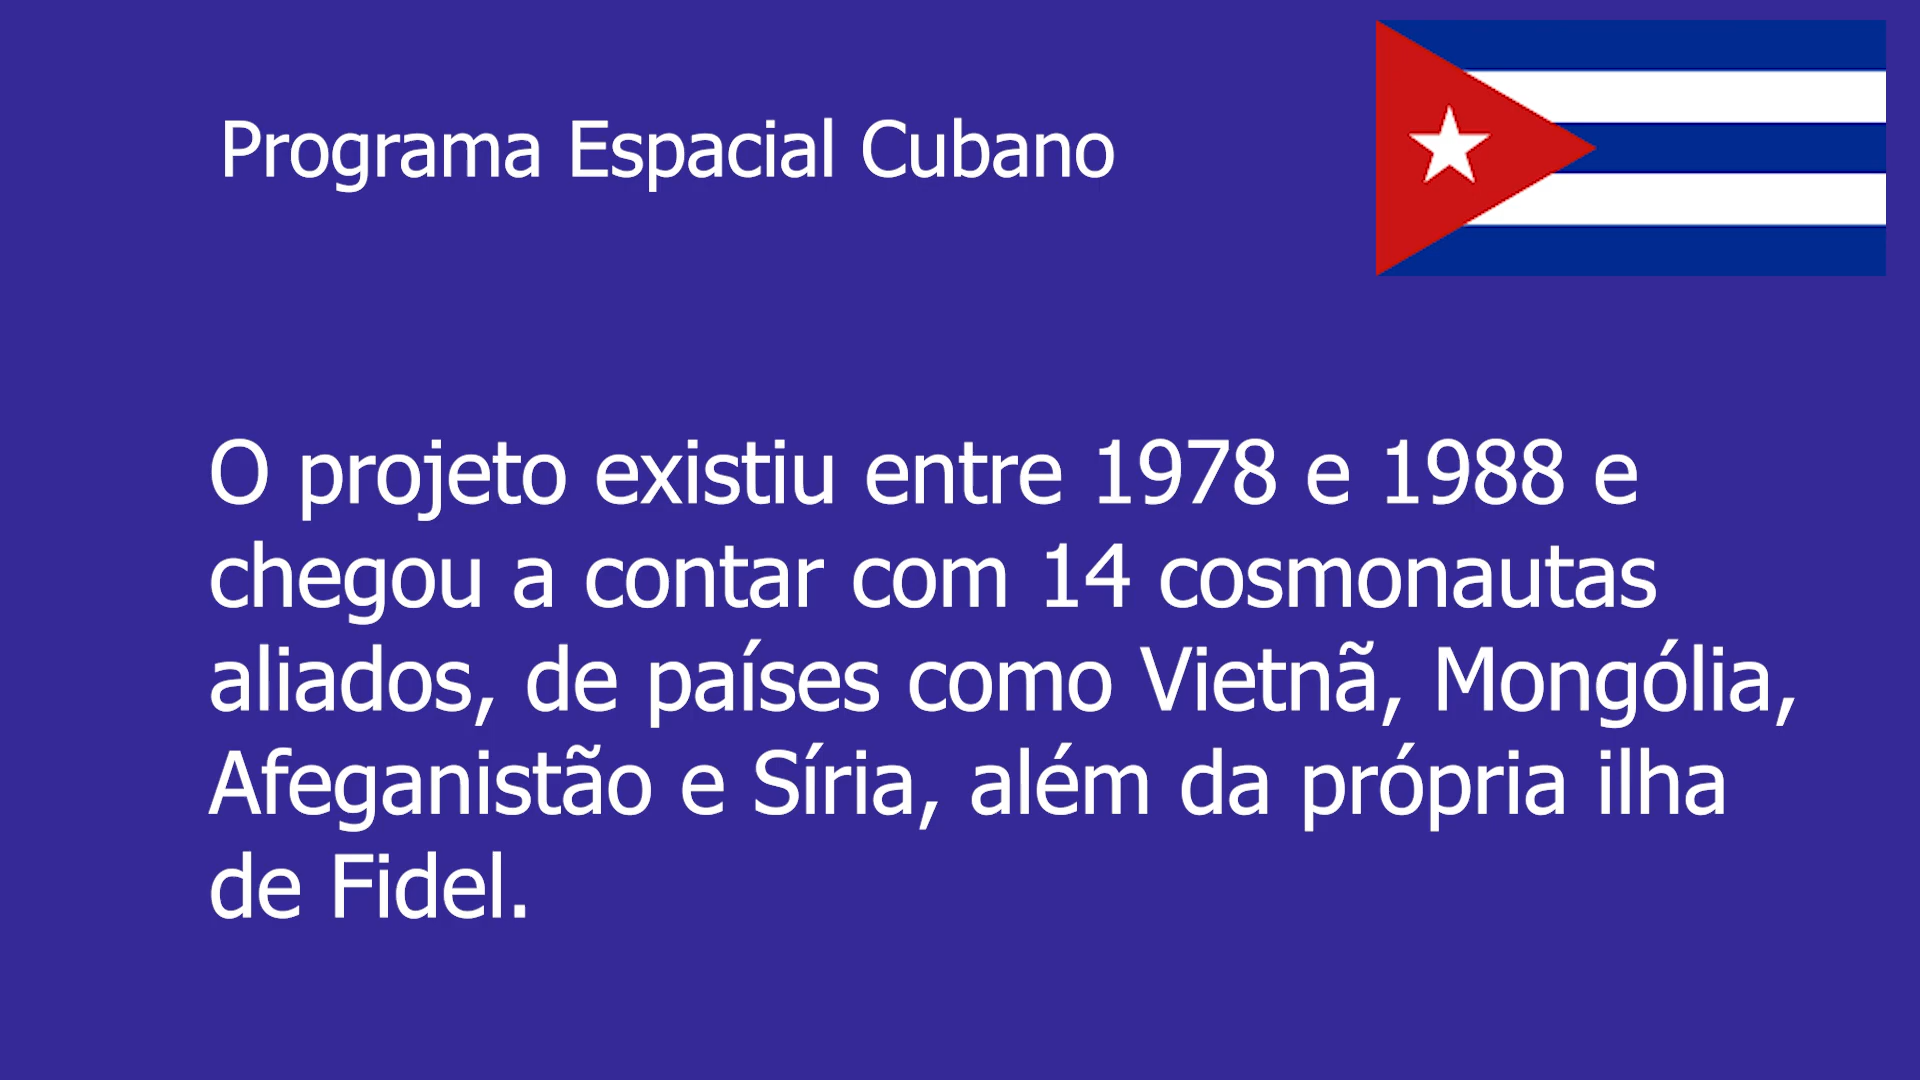 Programa Espacial Cubano
O projeto existiu entre 1978 e 1988 e
chegou a contar com 14 cosmonautas
aliados, de países como Vietnã, Mongólia,
Afeganistão e Síria, além da própria ilha
de Fidel.